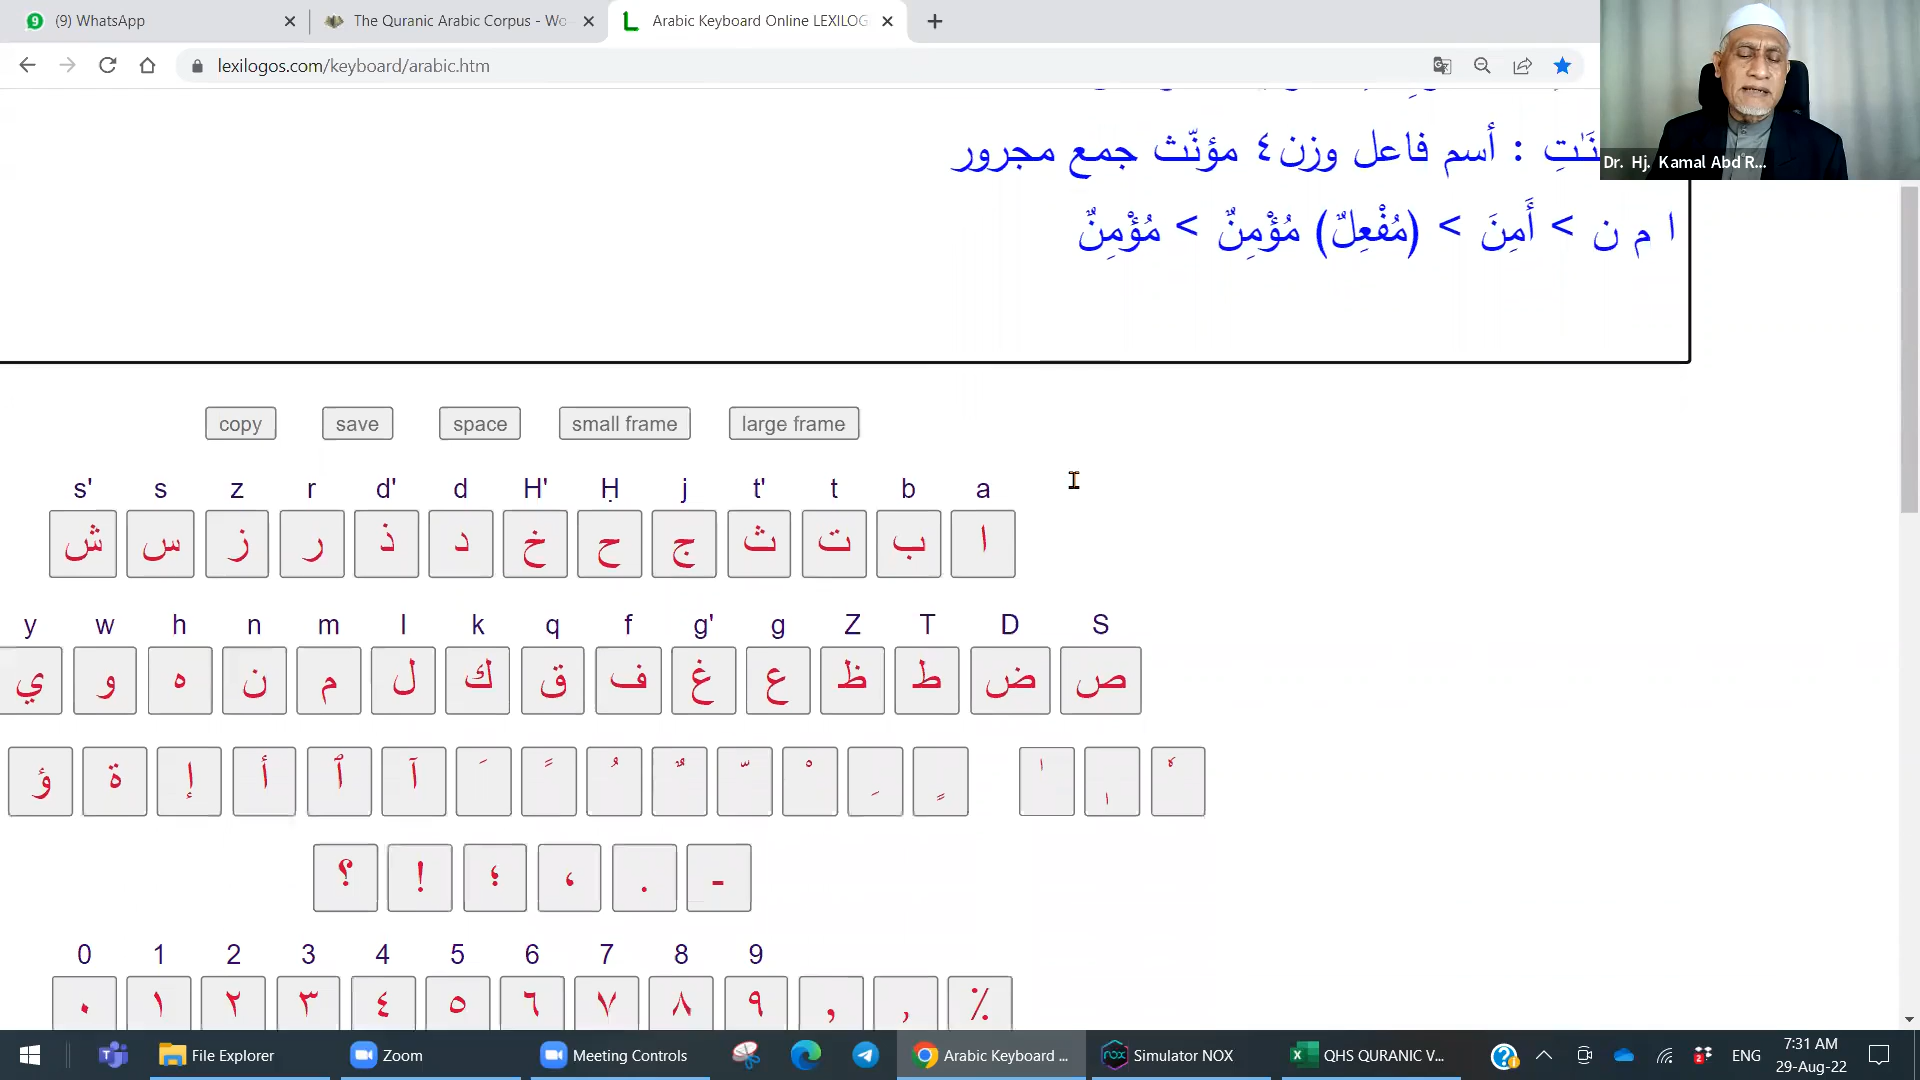 (9) WhatsApp
The Quranic Arabic Corpus - Wo
Arabic Keyboard Online LEXILOG
lexilogos.com/keyboard/arabic.htm
Dr. Hj. Kamal Abd R...
: أسم فاعل وزن٤ مؤنّث جمع مجرور
ا م ن > أَمِنَ > (مُفْعِلٌ) مُؤْمِنٌ > مُؤْمِنٌ
copy save space small frame large frame
s' s z r d' d H' Ḥ j t' t b a
ش س ز ر ذ د خ ح ج ث ت ب ا
y w h n m l k q f g' g Z T D S
ي و ه ن م ل ك ق ف غ ع ظ ط ض ص
ؤ ة إ أ ٱ آ َ ً ُ ٌ ّ ْ ِ ٍ ٰ ٖ
؟ ! ؛ ، . -
0 1 2 3 4 5 6 7 8 9
٠ ١ ٢ ٣ ٤ ٥ ٦ ٧ ٨ ٩ , , ٪
File Explorer
Zoom
Meeting Controls
Arabic Keyboard ...
Simulator NOX
QHS QURANIC V...
ENG
7:31 AM
29-Aug-22